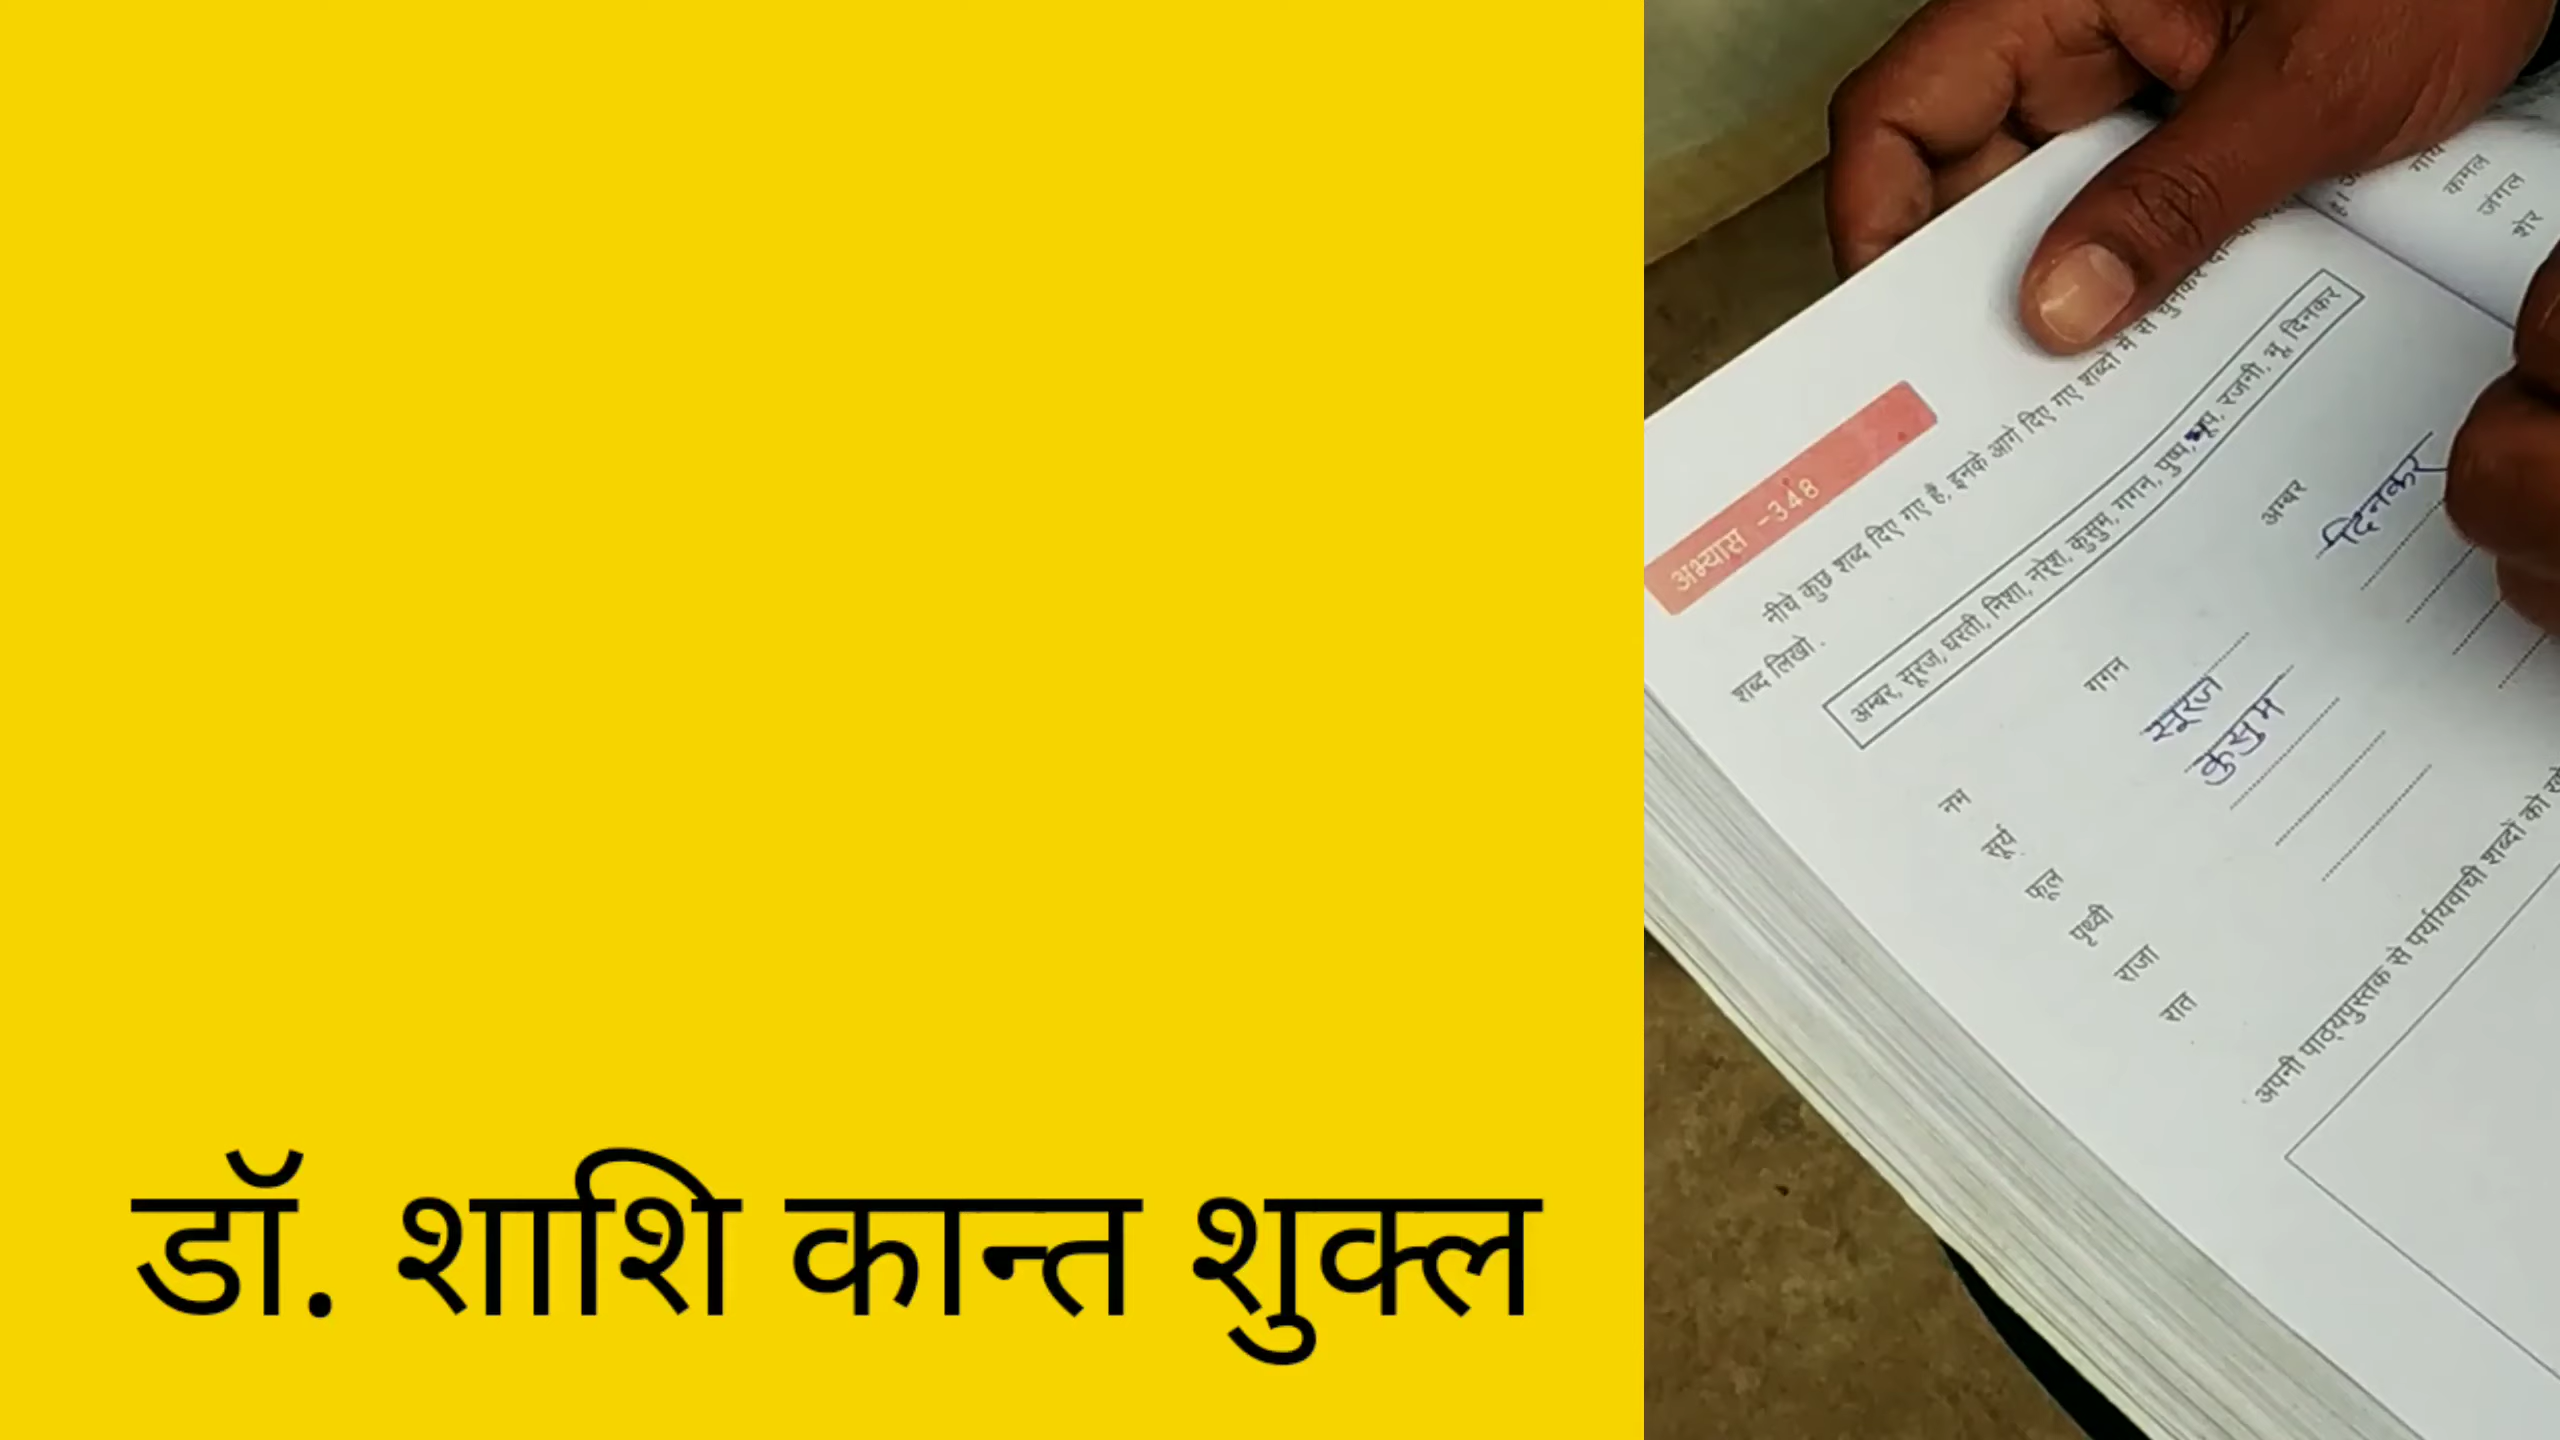 डॉ. शाशि कान्त शुक्ल
अभ्यास -348
नीचे कुछ शब्द दिए गए हैं, इनके आगे दिए गए शब्दों में से चुनकर
शब्द लिखो .
अम्बर, सूरज, धरती, निशा, नरेश, कुसुम, गगन, पुष्प, भूप, रजनी, भू, दिनकर
नभ गगन अम्बर
सूर्य सूरज दिनकर
फूल कुसुम
पृथ्वी
राजा
रात
अपनी पाठ्यपुस्तक से पर्यायवाची शब्दों को
कमल
जंगल
शेर